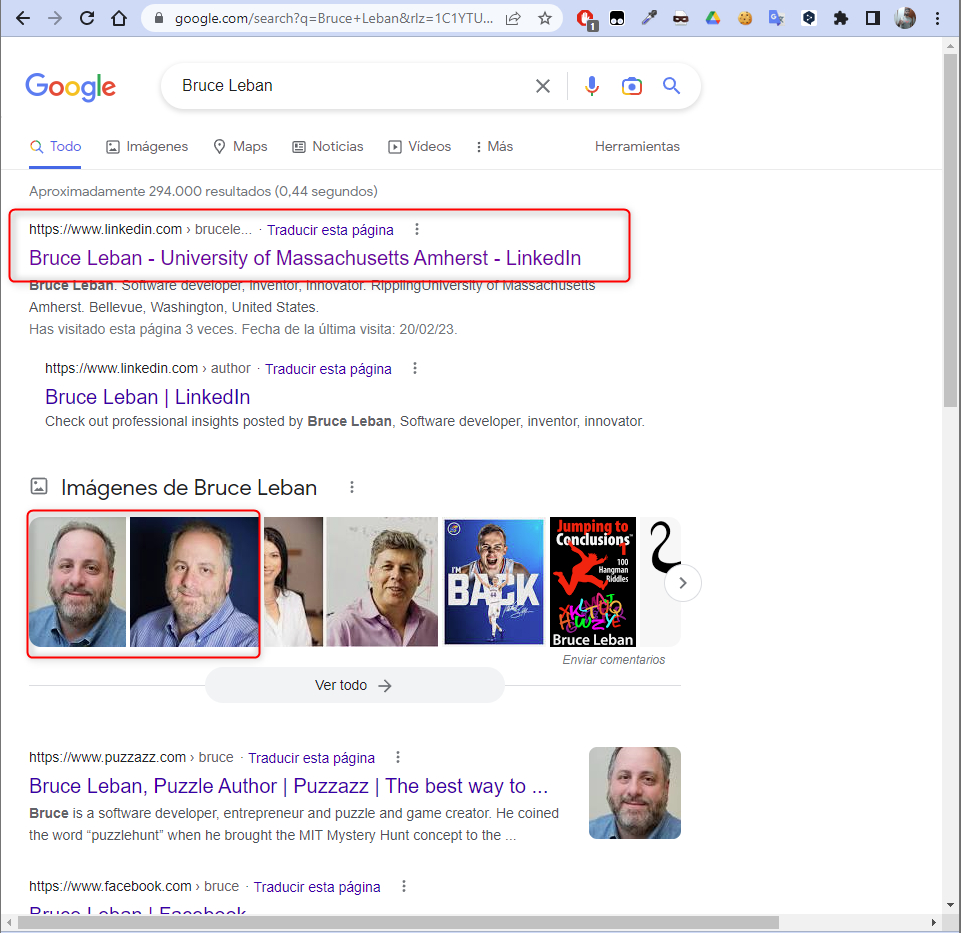 google.com/search?q=Bruce+Leban&rlz=1C1YTU...
1
Google
Bruce Leban
Todo
Imágenes
Maps
Noticias
Vídeos
Más
Herramientas
Aproximadamente 294.000 resultados (0,44 segundos)
https://www.linkedin.com › brucele... · Traducir esta página
Bruce Leban - University of Massachusetts Amherst - LinkedIn
Bruce Leban. Software developer, inventor, innovator. RipplingUniversity of Massachusetts
Amherst. Bellevue, Washington, United States.
Has visitado esta página 3 veces. Fecha de la última visita: 20/02/23.
https://www.linkedin.com › author · Traducir esta página
Bruce Leban | LinkedIn
Check out professional insights posted by Bruce Leban, Software developer, inventor, innovator.
Imágenes de Bruce Leban
I'M
BACK
44
Jumping to
Conclusions™
100
Hangman
Riddles
Bruce Leban
Enviar comentarios
Ver todo
https://www.puzzazz.com › bruce · Traducir esta página
Bruce Leban, Puzzle Author | Puzzazz | The best way to ...
Bruce is a software developer, entrepreneur and puzzle and game creator. He coined
the word “puzzlehunt” when he brought the MIT Mystery Hunt concept to the ...
https://www.facebook.com › bruce · Traducir esta página
Bruce Leban | Facebook